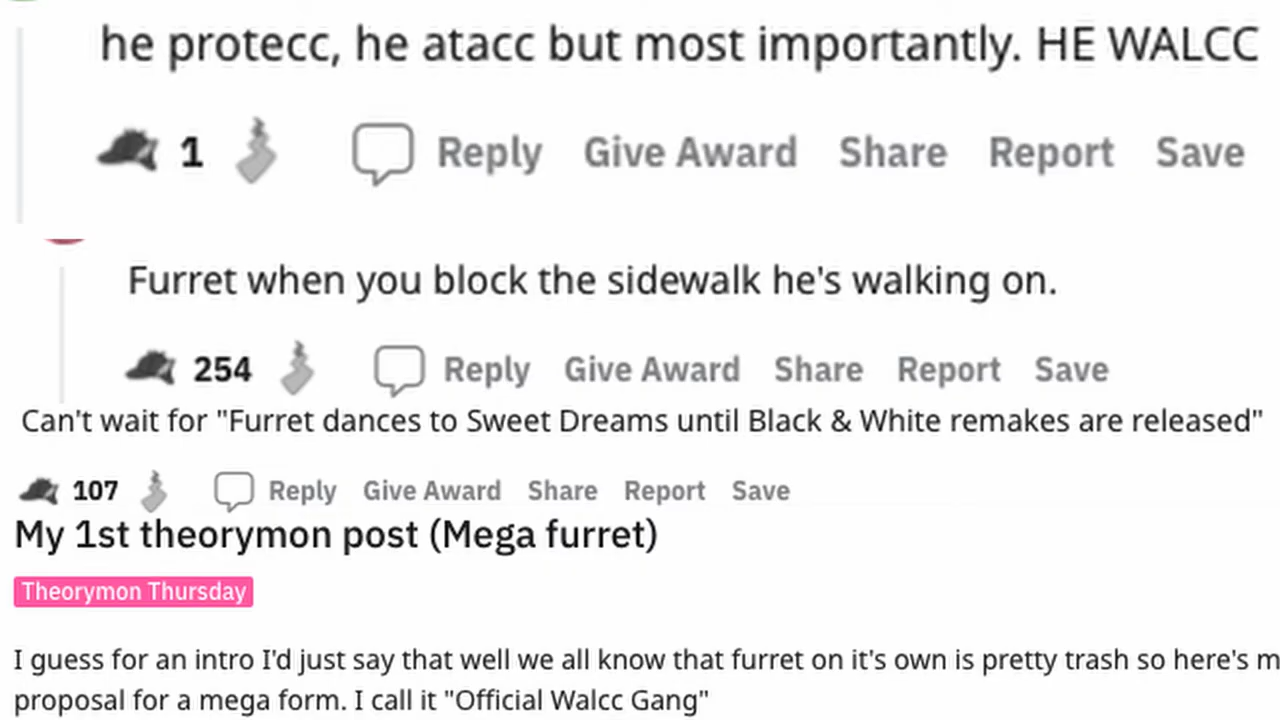 he protecc, he atacc but most importantly. HE WALCC
1 Reply Give Award Share Report Save
Furret when you block the sidewalk he's walking on.
254 Reply Give Award Share Report Save
Can't wait for "Furret dances to Sweet Dreams until Black & White remakes are released"
107 Reply Give Award Share Report Save
My 1st theorymon post (Mega furret)
Theorymon Thursday
I guess for an intro I'd just say that well we all know that furret on it's own is pretty trash so here's m
proposal for a mega form. I call it "Official Walcc Gang"